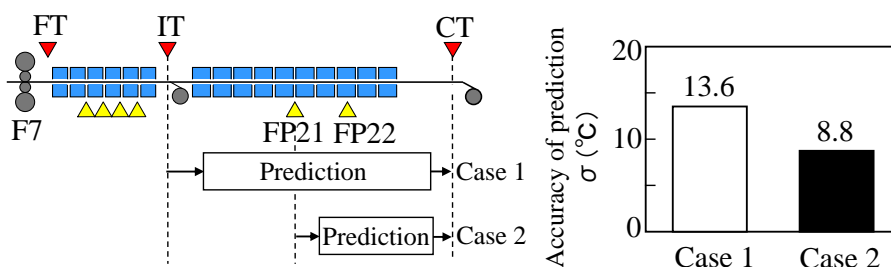 FT
IT
CT
F7
FP21
FP22
Prediction
Case 1
Prediction
Case 2
Accuracy of prediction
σ (℃)
20
10
0
13.6
8.8
Case 1
Case 2